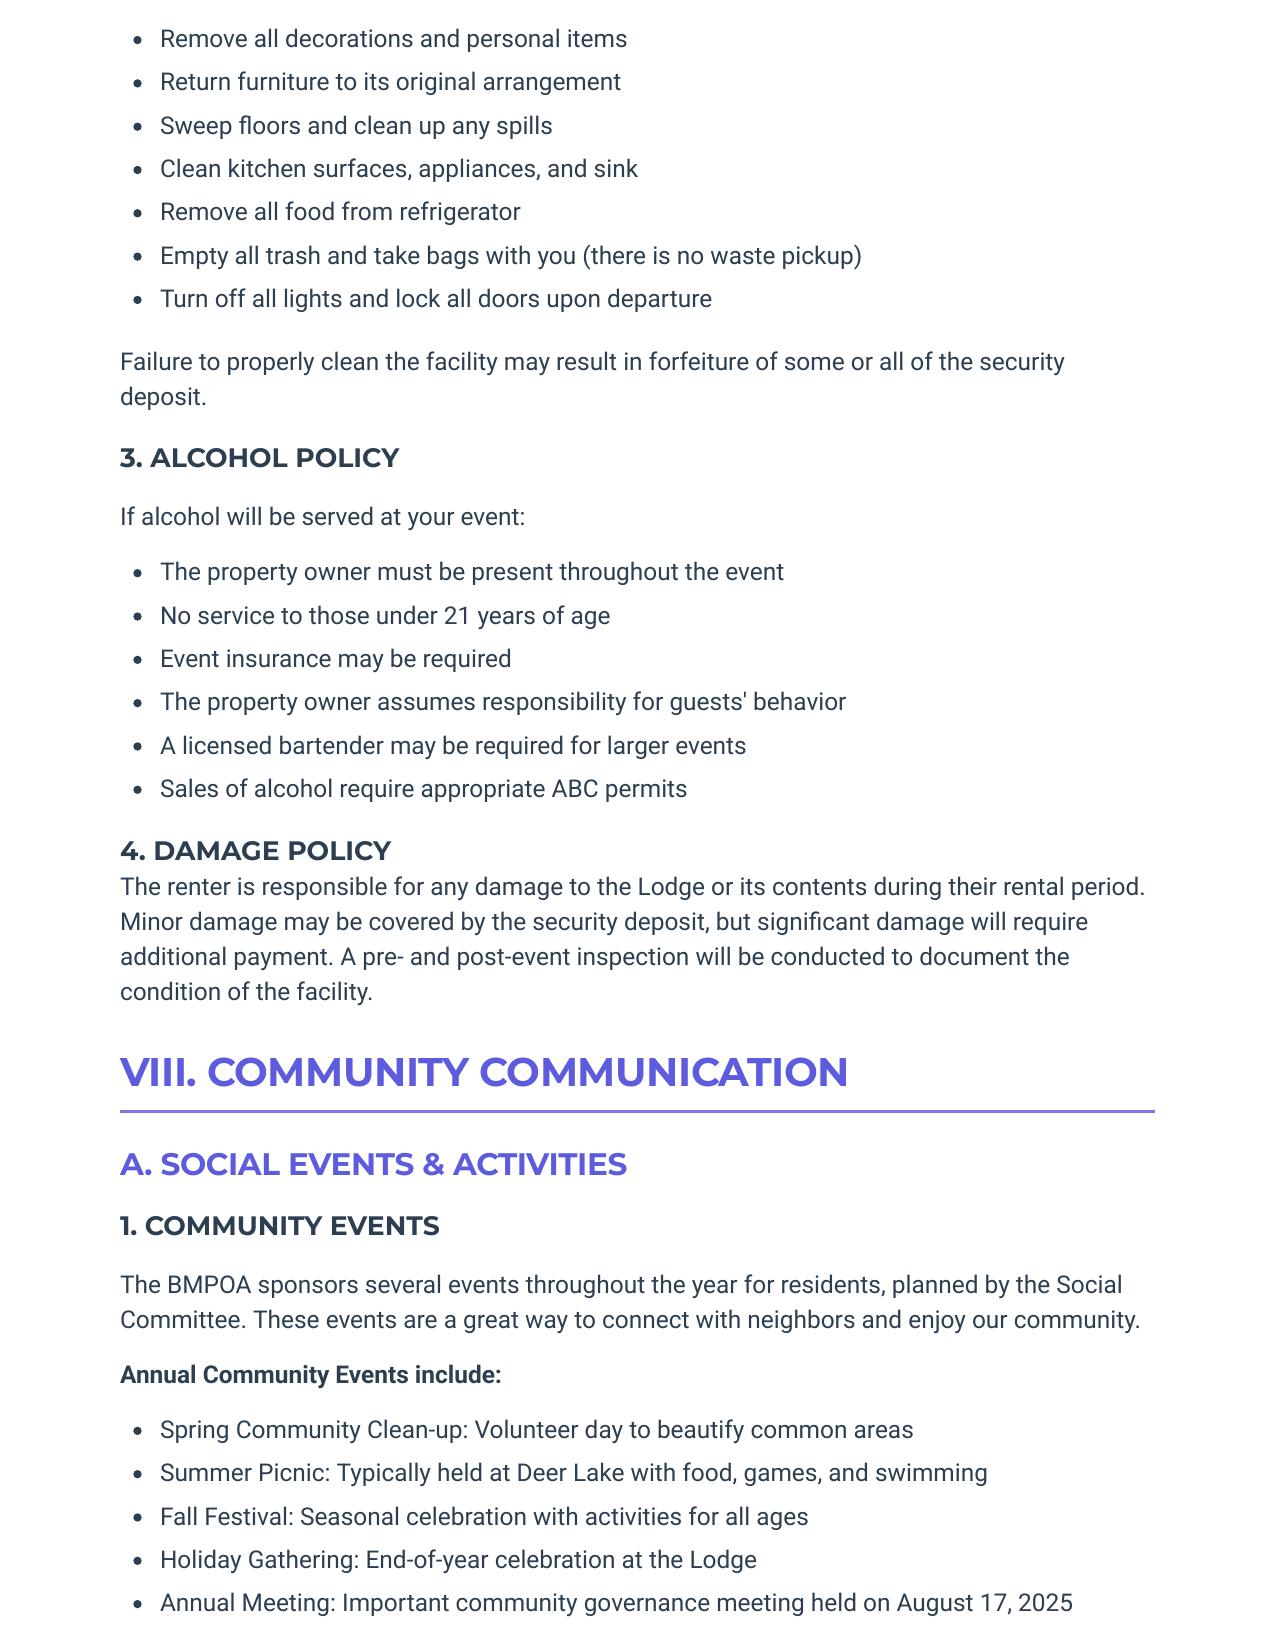 • Remove all decorations and personal items
• Return furniture to its original arrangement
• Sweep floors and clean up any spills
• Clean kitchen surfaces, appliances, and sink
• Remove all food from refrigerator
• Empty all trash and take bags with you (there is no waste pickup)
• Turn off all lights and lock all doors upon departure
Failure to properly clean the facility may result in forfeiture of some or all of the security
deposit.
3. ALCOHOL POLICY
If alcohol will be served at your event:
• The property owner must be present throughout the event
• No service to those under 21 years of age
• Event insurance may be required
• The property owner assumes responsibility for guests' behavior
• A licensed bartender may be required for larger events
• Sales of alcohol require appropriate ABC permits
4. DAMAGE POLICY
The renter is responsible for any damage to the Lodge or its contents during their rental period.
Minor damage may be covered by the security deposit, but significant damage will require
additional payment. A pre- and post-event inspection will be conducted to document the
condition of the facility.
VIII. COMMUNITY COMMUNICATION
A. SOCIAL EVENTS & ACTIVITIES
1. COMMUNITY EVENTS
The BMPOA sponsors several events throughout the year for residents, planned by the Social
Committee. These events are a great way to connect with neighbors and enjoy our community.
Annual Community Events include:
• Spring Community Clean-up: Volunteer day to beautify common areas
• Summer Picnic: Typically held at Deer Lake with food, games, and swimming
• Fall Festival: Seasonal celebration with activities for all ages
• Holiday Gathering: End-of-year celebration at the Lodge
• Annual Meeting: Important community governance meeting held on August 17, 2025